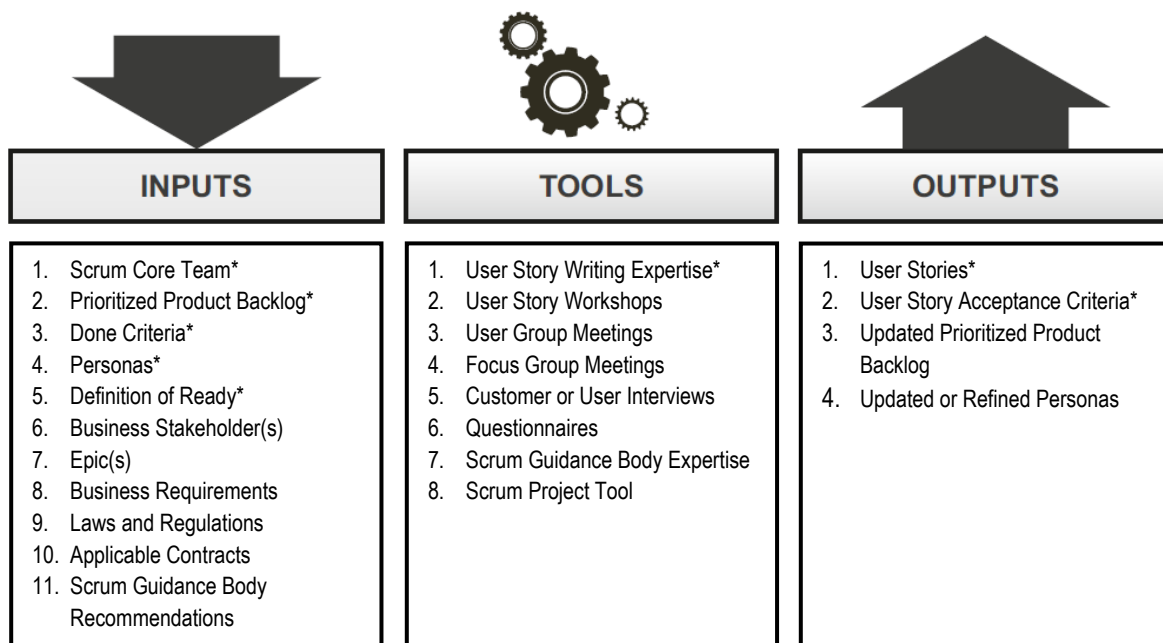 INPUTS
1. Scrum Core Team*
2. Prioritized Product Backlog*
3. Done Criteria*
4. Personas*
5. Definition of Ready*
6. Business Stakeholder(s)
7. Epic(s)
8. Business Requirements
9. Laws and Regulations
10. Applicable Contracts
11. Scrum Guidance Body
Recommendations
TOOLS
1. User Story Writing Expertise*
2. User Story Workshops
3. User Group Meetings
4. Focus Group Meetings
5. Customer or User Interviews
6. Questionnaires
7. Scrum Guidance Body Expertise
8. Scrum Project Tool
OUTPUTS
1. User Stories*
2. User Story Acceptance Criteria*
3. Updated Prioritized Product
Backlog
4. Updated or Refined Personas